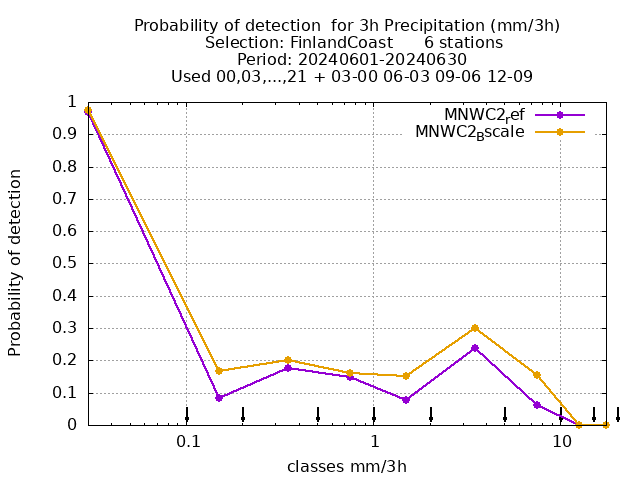 Probability of detection  for 3h Precipitation (mm/3h)
Selection: FinlandCoast      6 stations
Period: 20240601-20240630
Used 00,03,...,21 + 03-00 06-03 09-06 12-09
MNWC2ref
MNWC2Bscale
1
0.9
0.8
0.7
0.6
0.5
0.4
0.3
0.2
0.1
0
Probability of detection
0.1 1 10
classes mm/3h